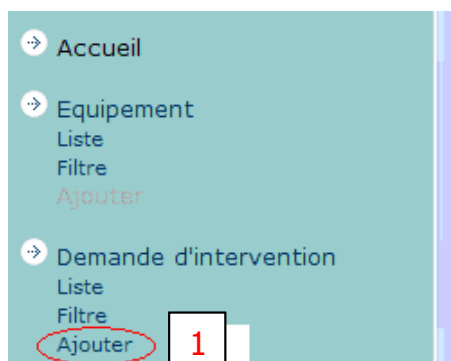 Accueil
Equipement
Liste
Filtre
Ajouter
Demande d'intervention
Liste
Filtre
Ajouter 1